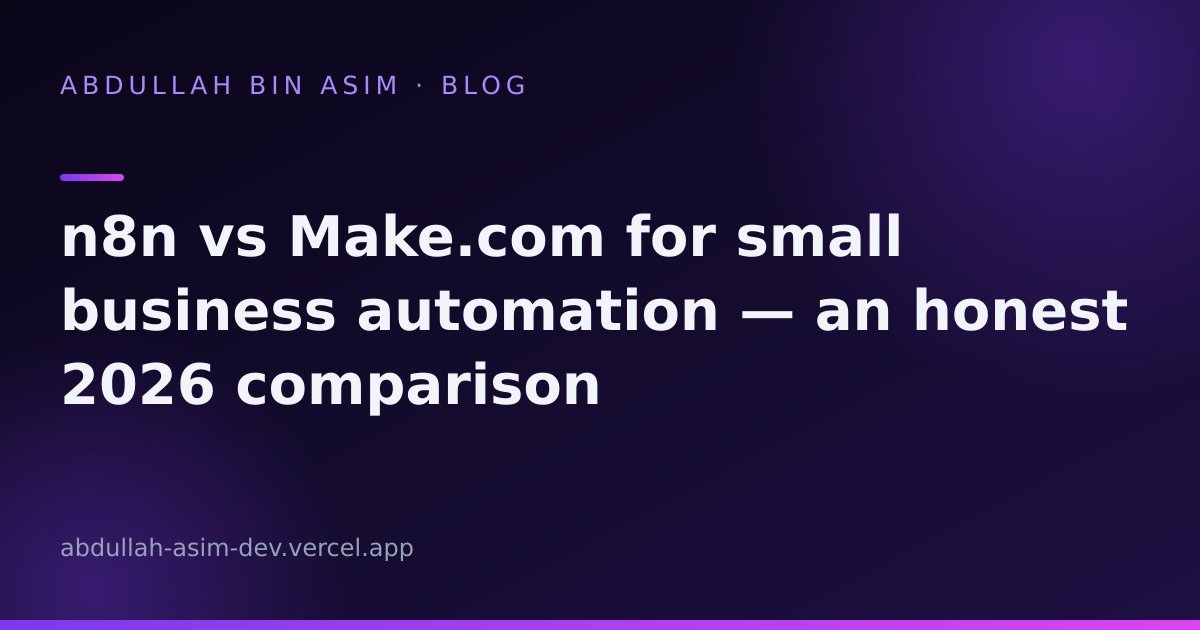 ABDULLAH BIN ASIM · BLOG
n8n vs Make.com for small
business automation — an honest
2026 comparison
abdullah-asim-dev.vercel.app